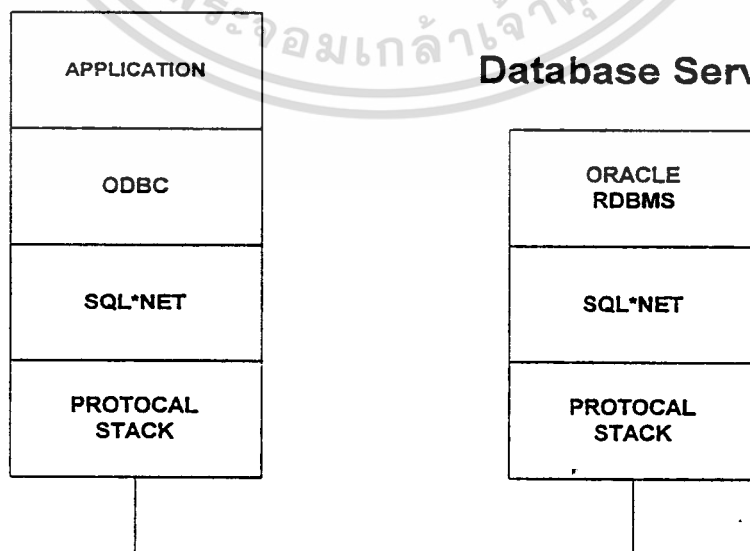 APPLICATION
ODBC
SQL*NET
PROTOCAL
STACK
Database Serv
ORACLE
RDBMS
SQL*NET
PROTOCAL
STACK